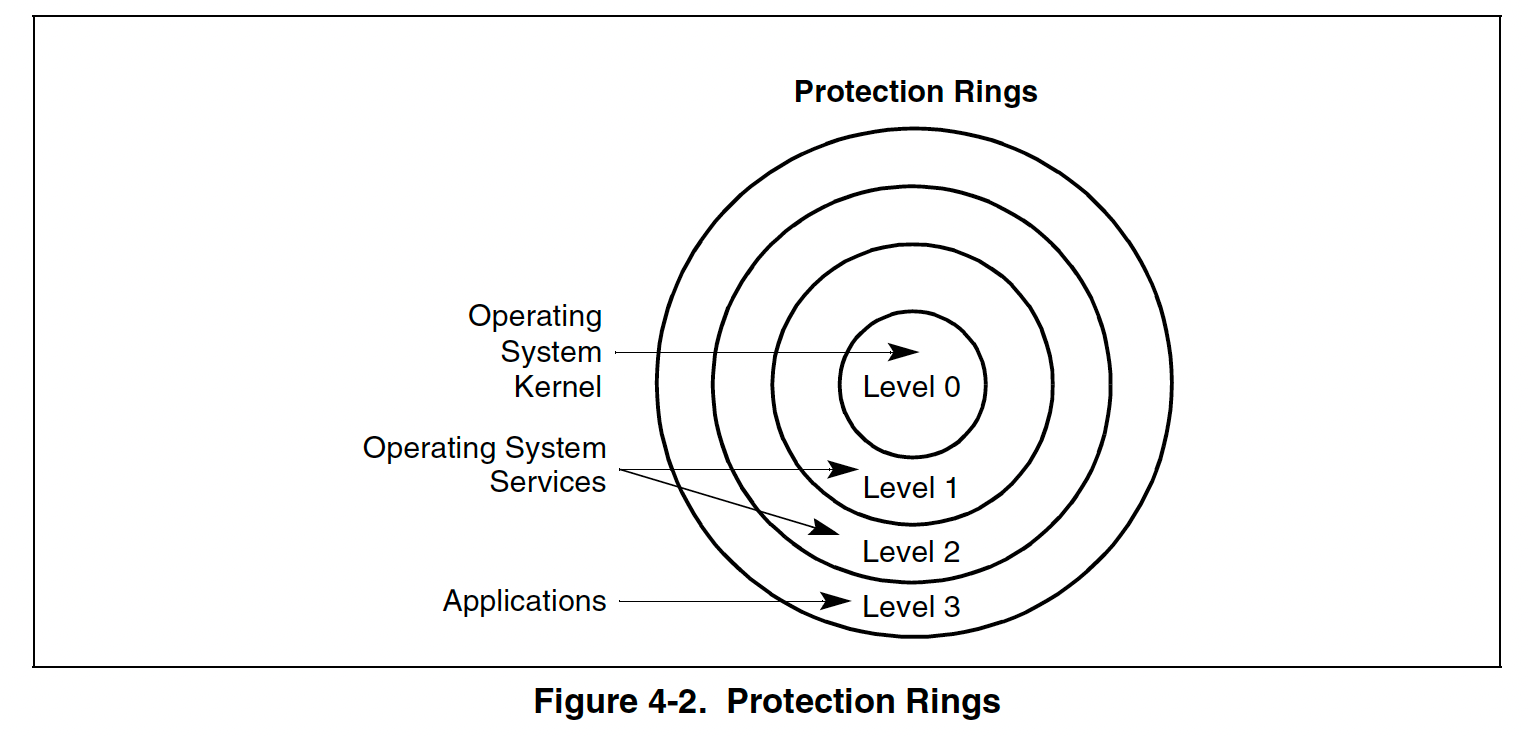 Protection Rings
Operating
System
Kernel
Level 0
Operating System
Services
Level 1
Level 2
Applications
Level 3
Figure 4-2.  Protection Rings